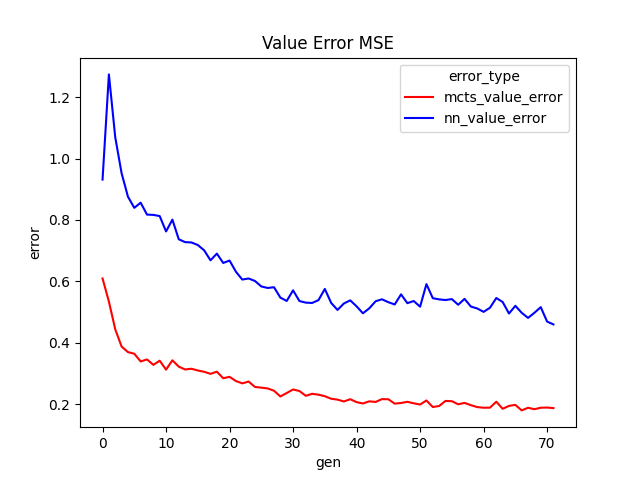 Value Error MSE
error_type
mcts_value_error
nn_value_error
error
1.2
1.0
0.8
0.6
0.4
0.2
0 10 20 30 40 50 60 70
gen